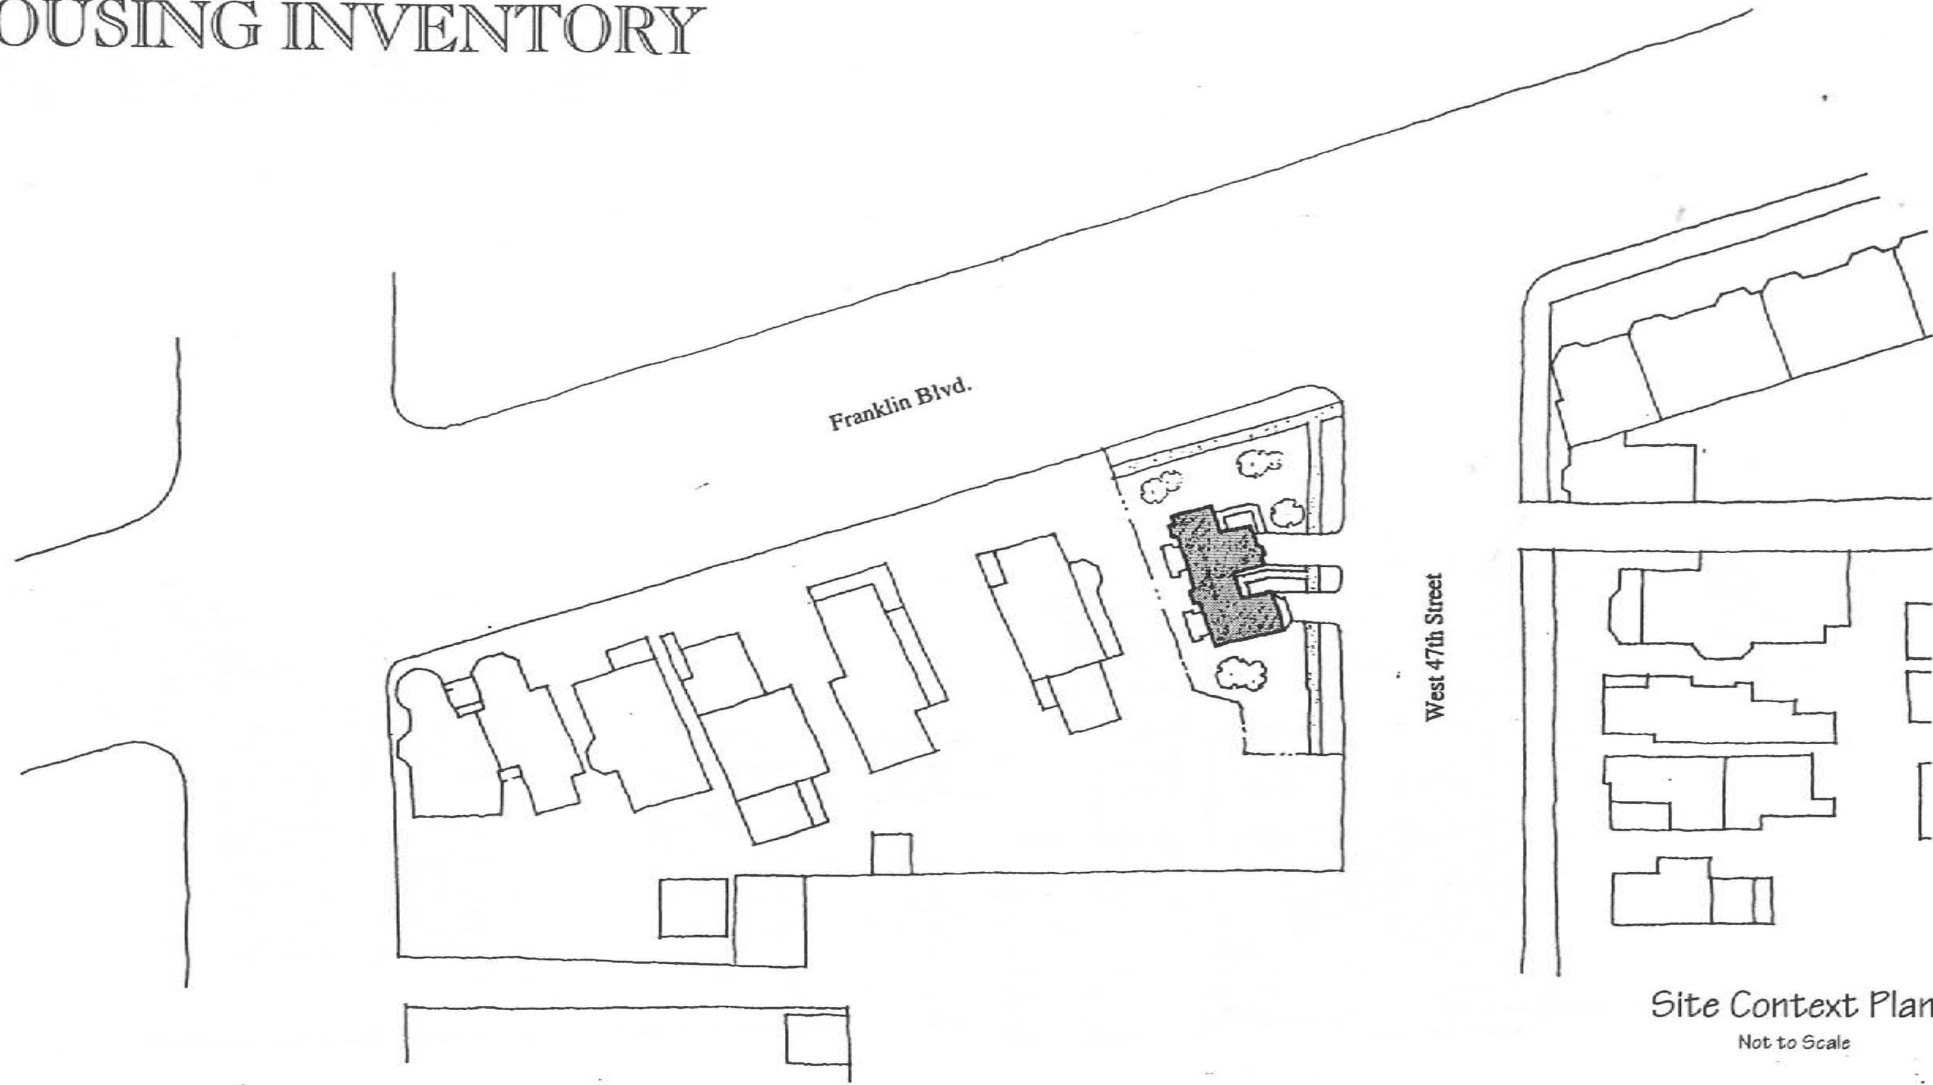 OUSING INVENTORY
Franklin Blvd.
West 47th Street
Site Context Plan
Not to Scale